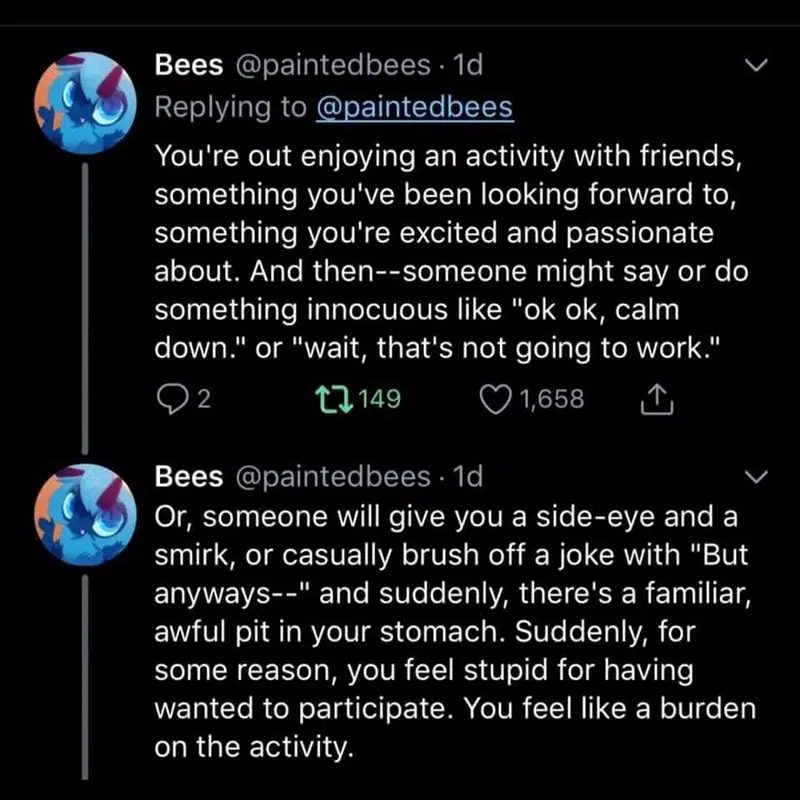 Bees @paintedbees · 1d
Replying to @paintedbees
You're out enjoying an activity with friends,
something you've been looking forward to,
something you're excited and passionate
about. And then--someone might say or do
something innocuous like "ok ok, calm
down." or "wait, that's not going to work."
2 149 1,658
Bees @paintedbees · 1d
Or, someone will give you a side-eye and a
smirk, or casually brush off a joke with "But
anyways--" and suddenly, there's a familiar,
awful pit in your stomach. Suddenly, for
some reason, you feel stupid for having
wanted to participate. You feel like a burden
on the activity.